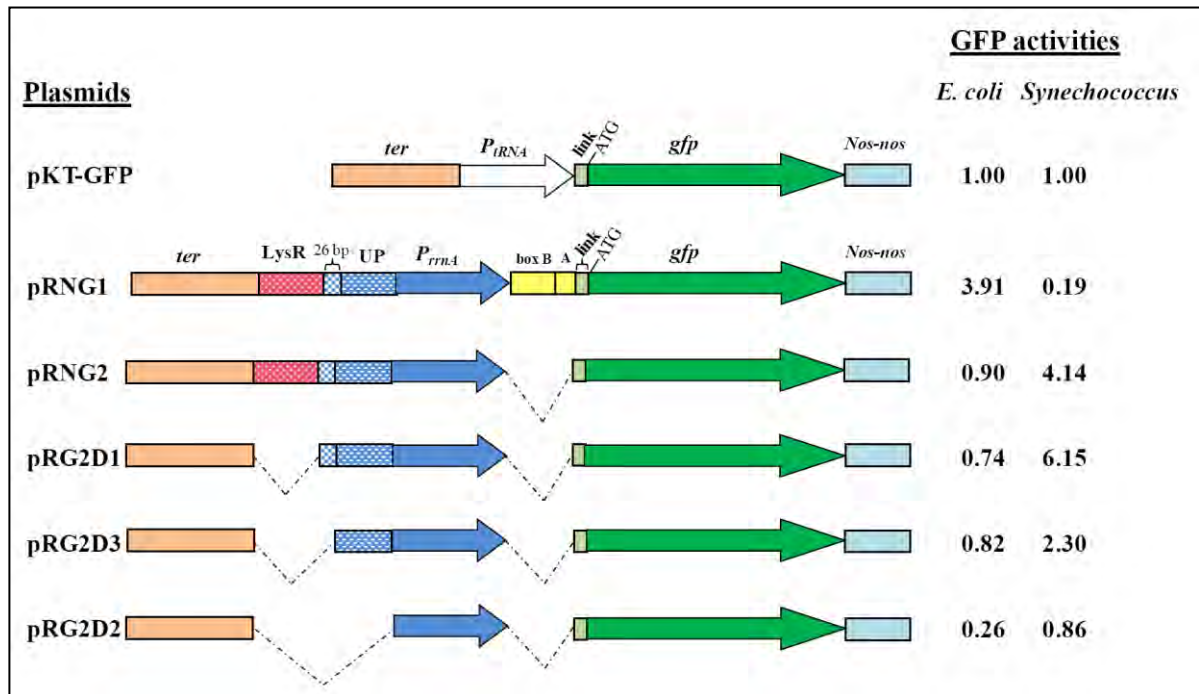 GFP activities
Plasmids
E. coli Synechococcus
ter PtRNA link ATG gfp Nos-nos
pKT-GFP 1.00 1.00
ter LysR 26 bp UP PrrnA box B A link ATG gfp Nos-nos
pRNG1 3.91 0.19
pRNG2 0.90 4.14
pRG2D1 0.74 6.15
pRG2D3 0.82 2.30
pRG2D2 0.26 0.86